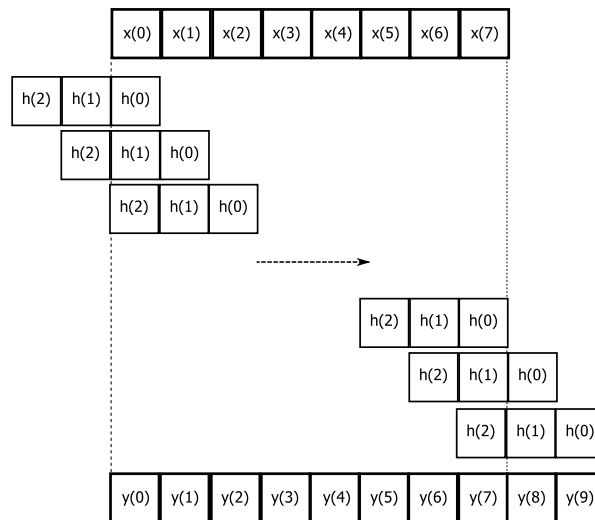 x(0) x(1) x(2) x(3) x(4) x(5) x(6) x(7)
h(2) h(1) h(0)
h(2) h(1) h(0)
h(2) h(1) h(0)
h(2) h(1) h(0)
h(2) h(1) h(0)
h(2) h(1) h(0)
y(0) y(1) y(2) y(3) y(4) y(5) y(6) y(7) y(8) y(9)